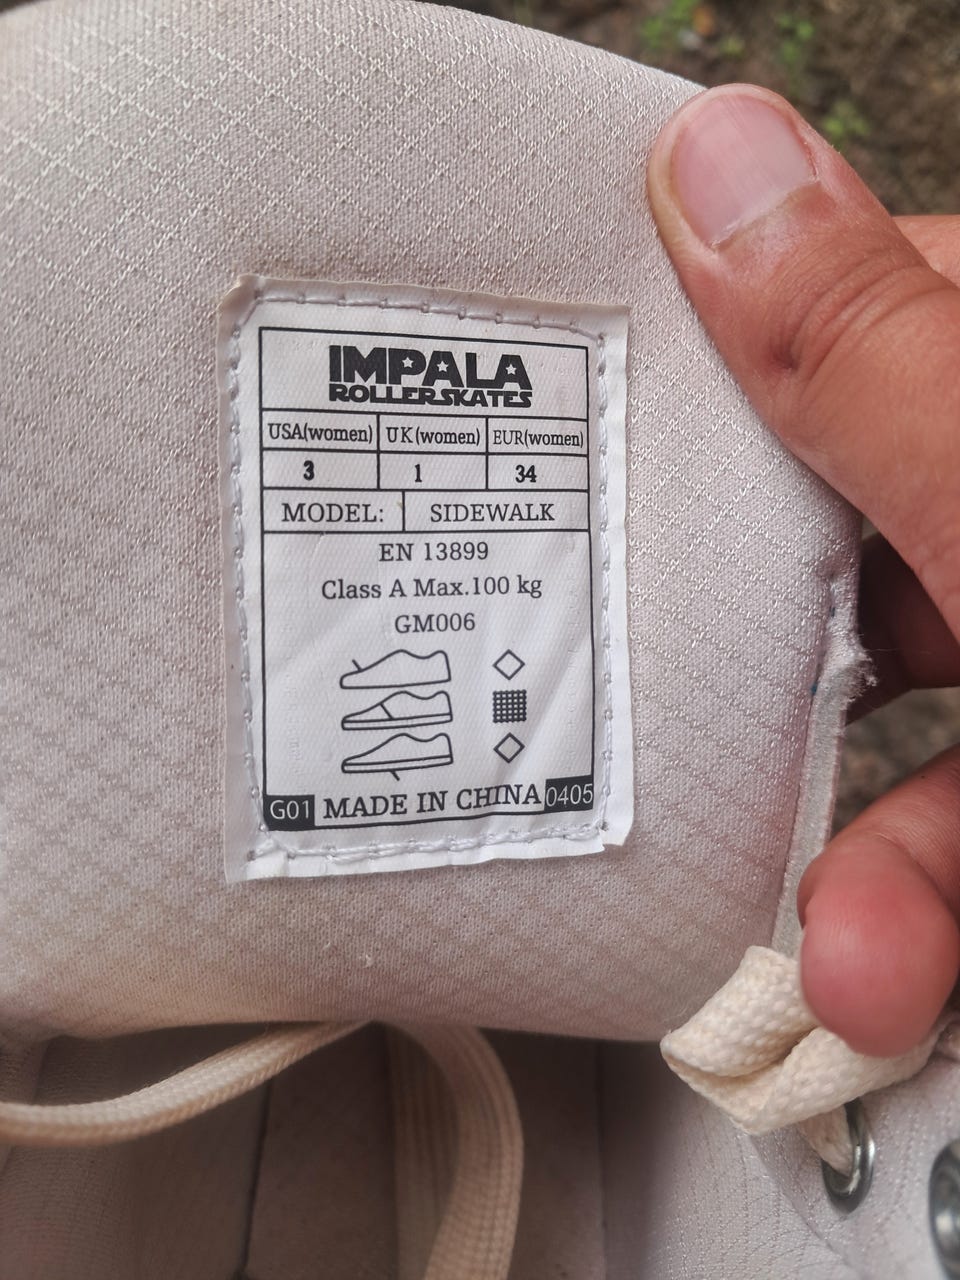 IMPALA
ROLLERSKATES
USA(women) UK(women) EUR(women)
3 1 34
MODEL: SIDEWALK
EN 13899
Class A Max.100 kg
GM006
G01 MADE IN CHINA 0405